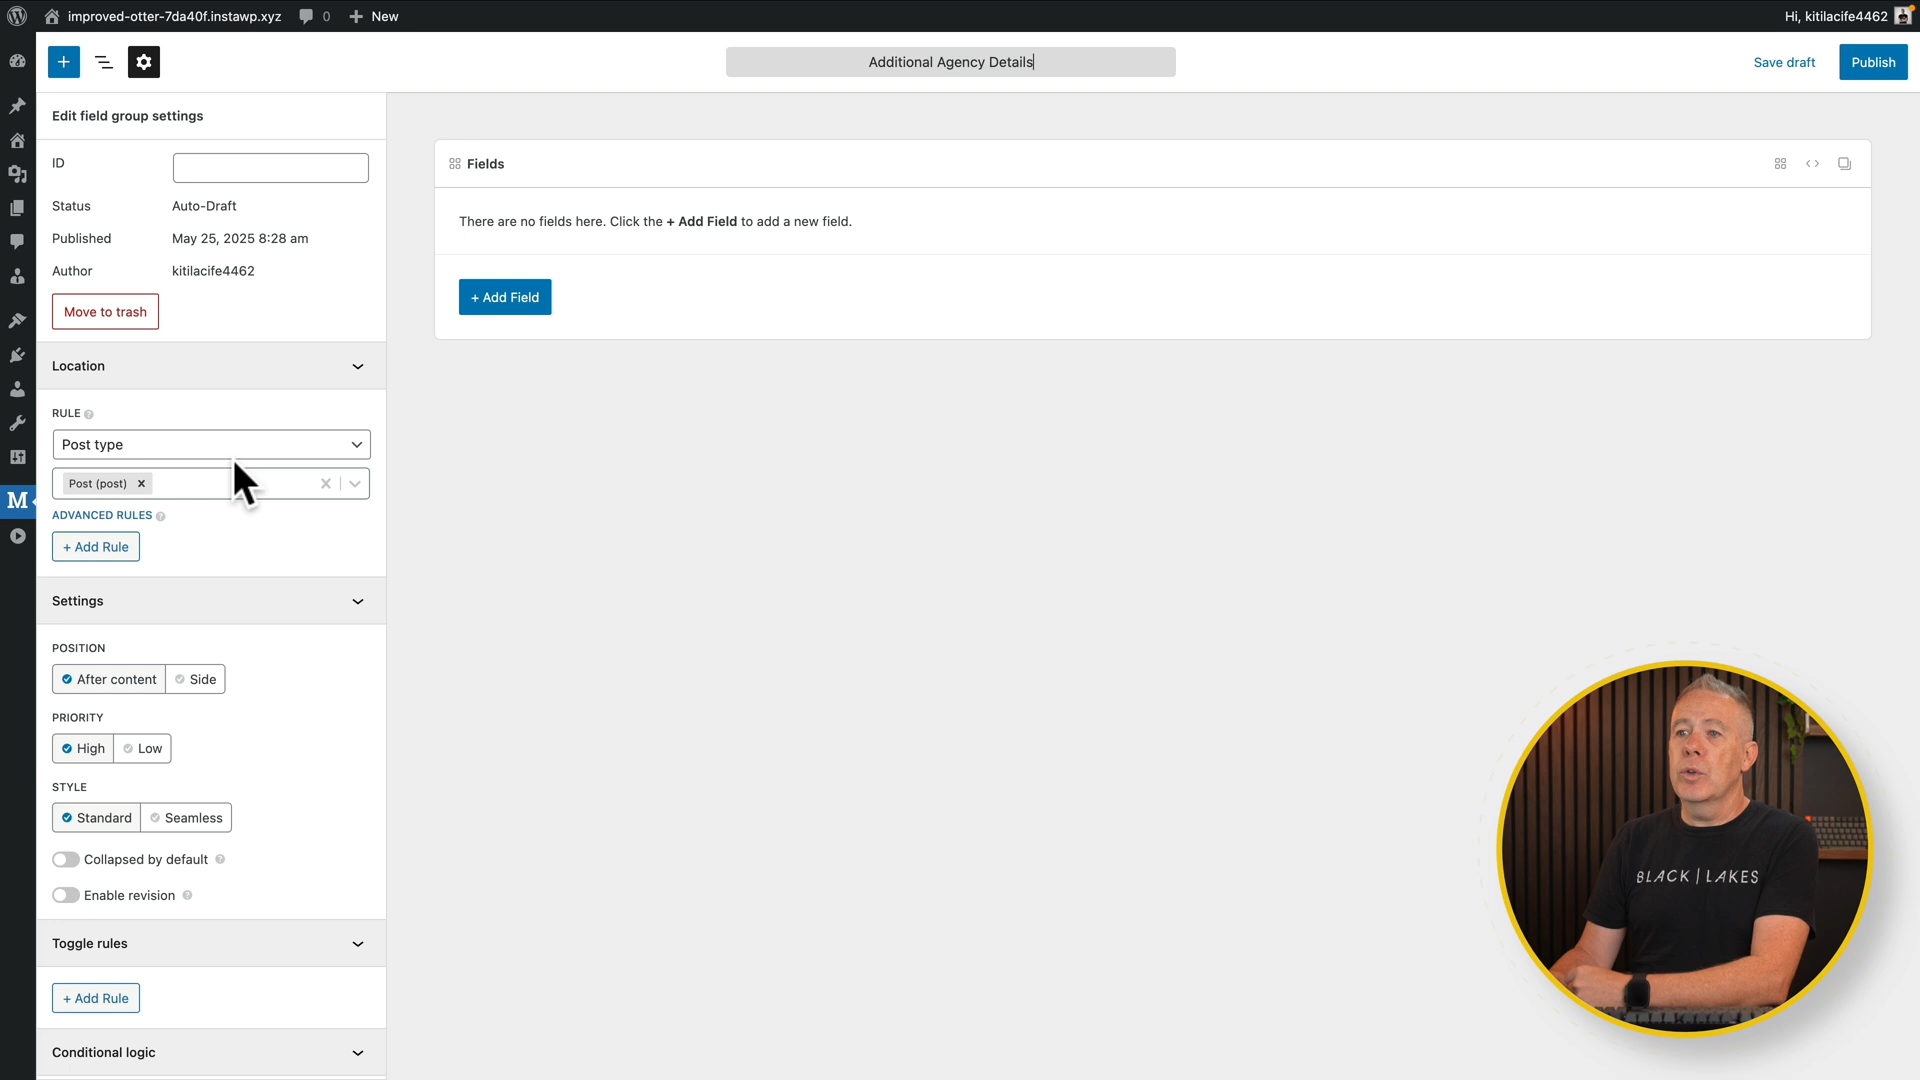 improved-otter-7da40f.instawp.xyz 0 New Hi, kitilacife4462
+ Additional Agency Details Save draft Publish
Edit field group settings
ID
Status Auto-Draft
Published May 25, 2025 8:28 am
Author kitilacife4462
Move to trash
Location
RULE ?
Post type
Post (post) ×
ADVANCED RULES ?
+ Add Rule
Settings
POSITION
After content Side
PRIORITY
High Low
STYLE
Standard Seamless
Collapsed by default ?
Enable revision ?
Toggle rules
+ Add Rule
Conditional logic
Fields
There are no fields here. Click the + Add Field to add a new field.
+ Add Field
M
BLACK | LAKES